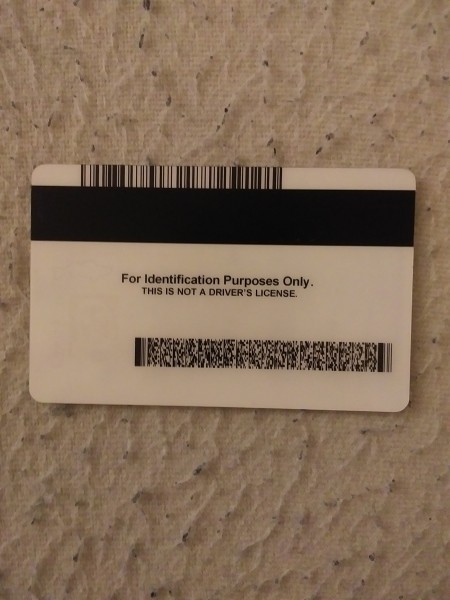 For Identification Purposes Only.
THIS IS NOT A DRIVER'S LICENSE.